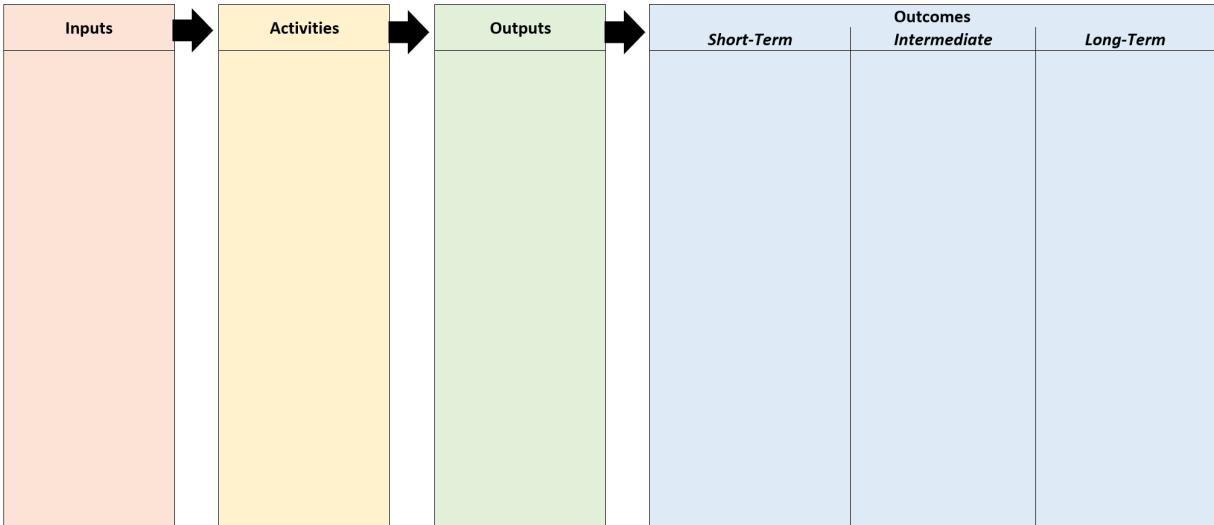 Inputs
Activities
Outputs
Outcomes
Short-Term
Intermediate
Long-Term